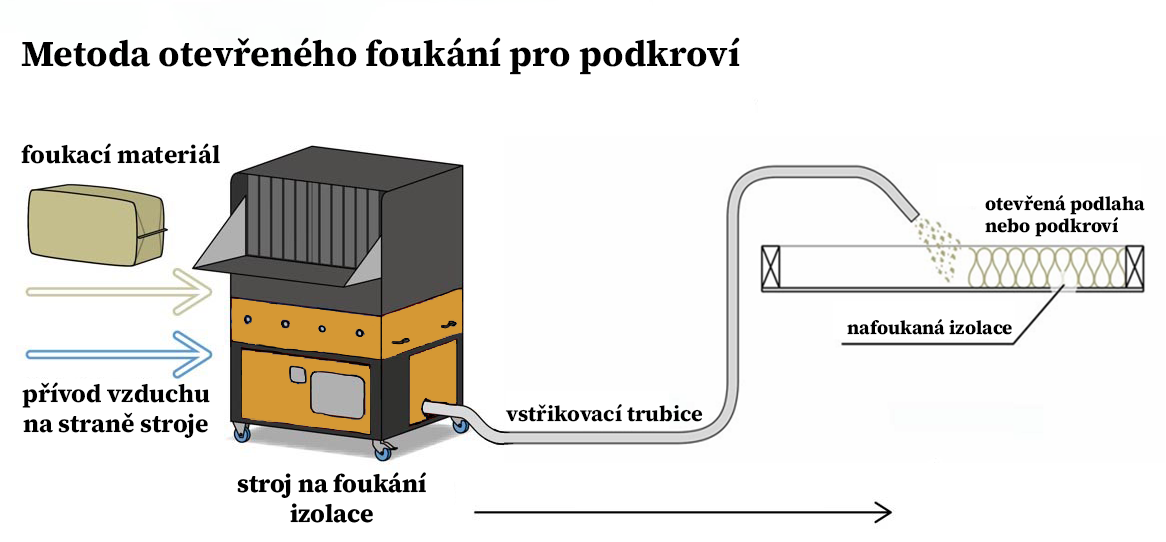 Metoda otevřeného foukání pro podkroví
foukací materiál
přívod vzduchu
na straně stroje
stroj na foukání
izolace
vstřikovací trubice
otevřená podlaha
nebo podkroví
nafoukaná izolace